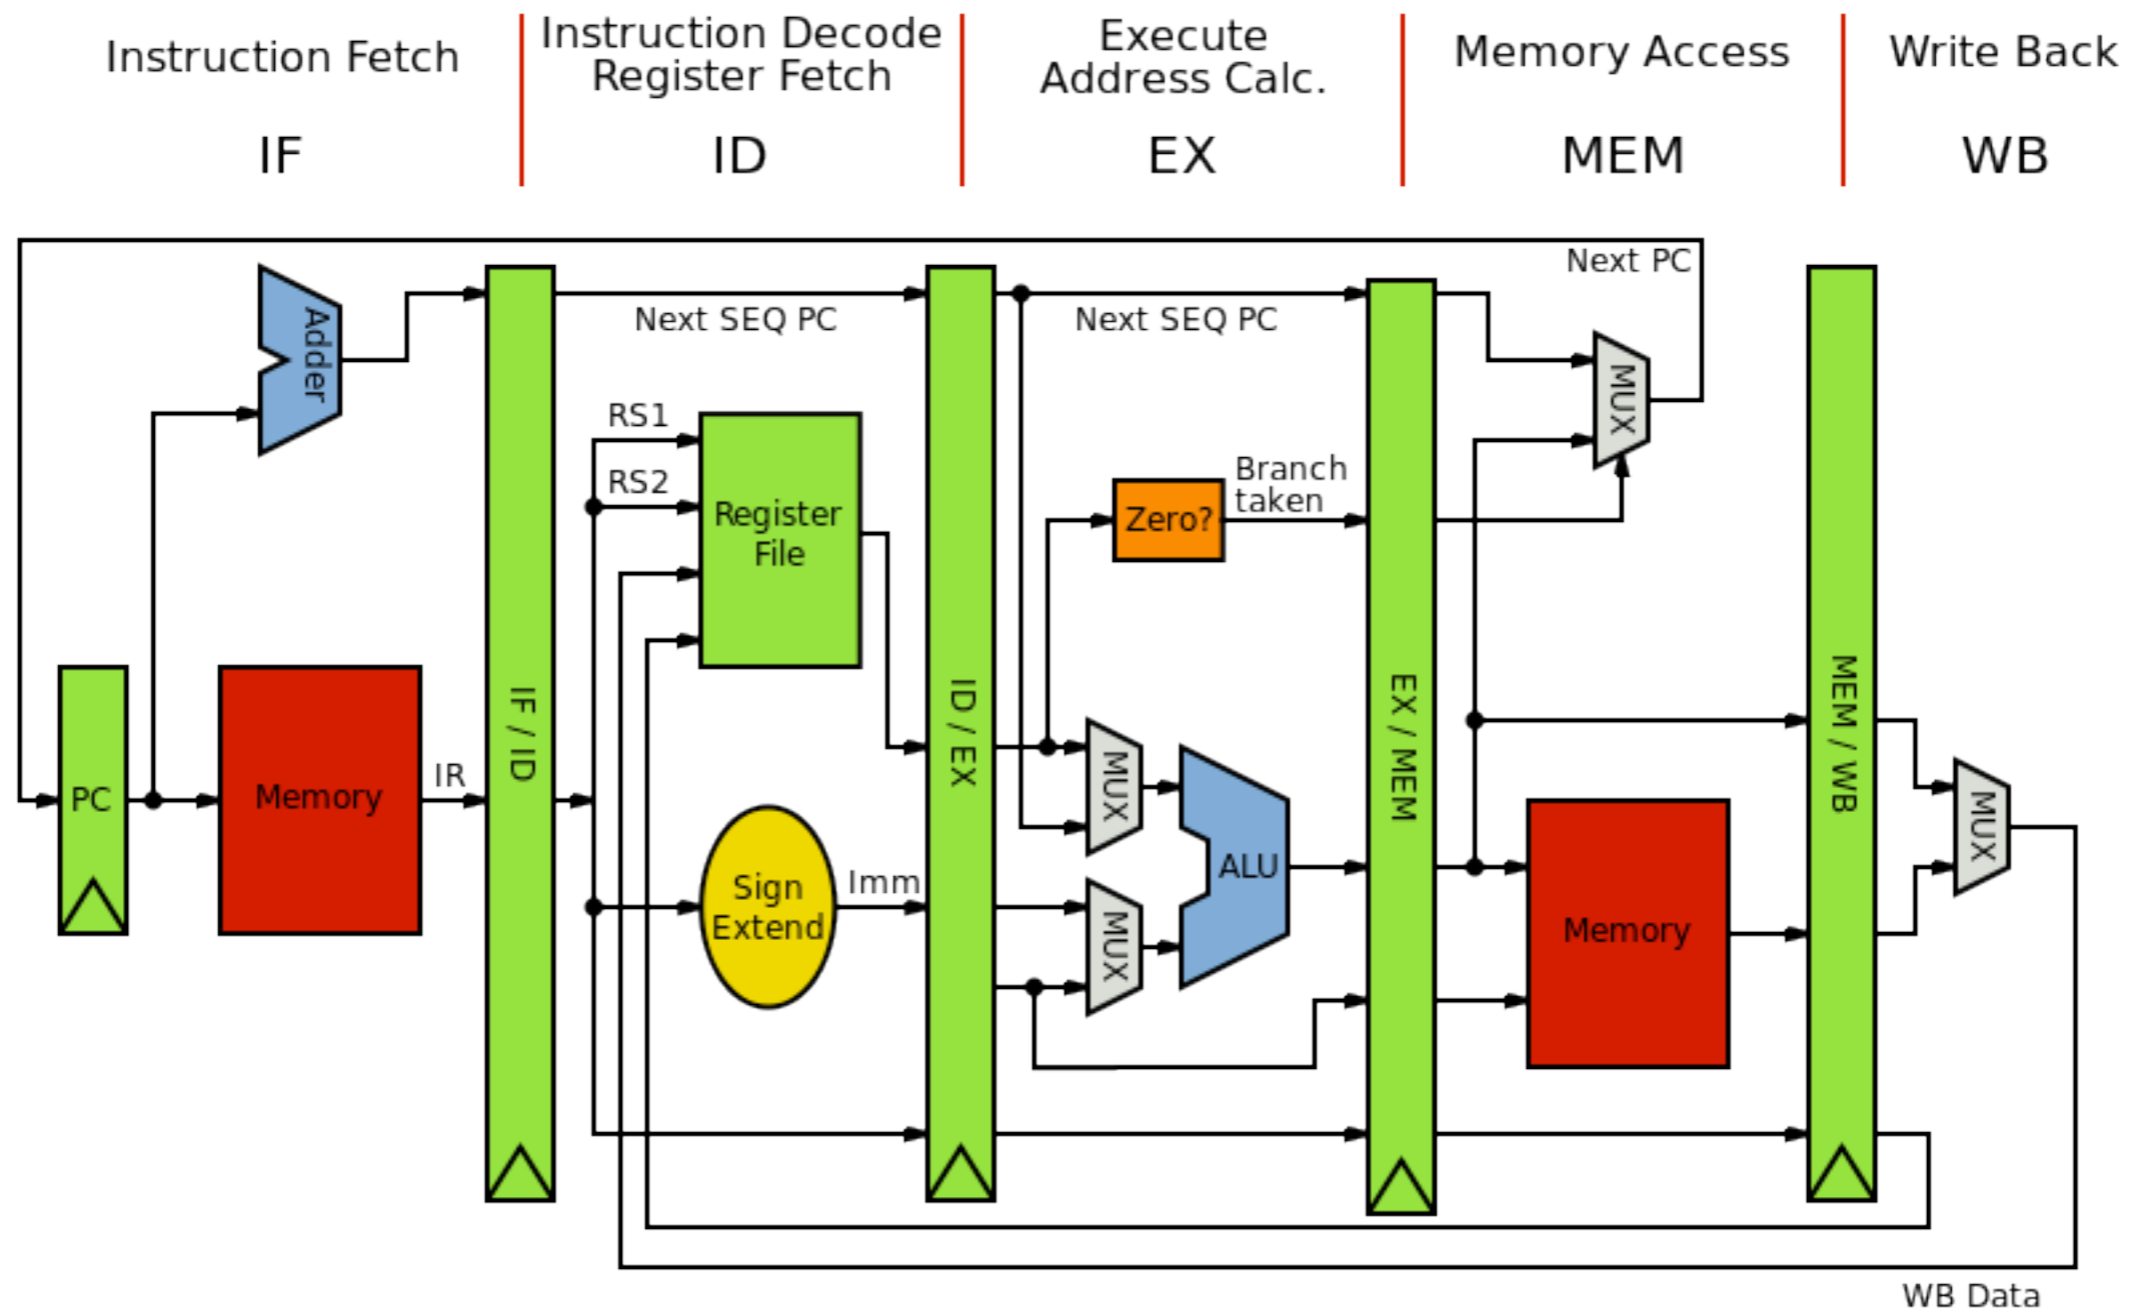 Instruction Fetch
IF
Instruction Decode
Register Fetch
ID
Execute
Address Calc.
EX
Memory Access
MEM
Write Back
WB
Next PC
Adder
Next SEQ PC
Next SEQ PC
MUX
RS1
RS2
Register
File
Branch
taken
Zero?
PC
Memory
IR
IF / ID
ID / EX
EX / MEM
MEM / WB
MUX
MUX
ALU
MUX
Sign
Extend
Imm
Memory
MUX
WB Data